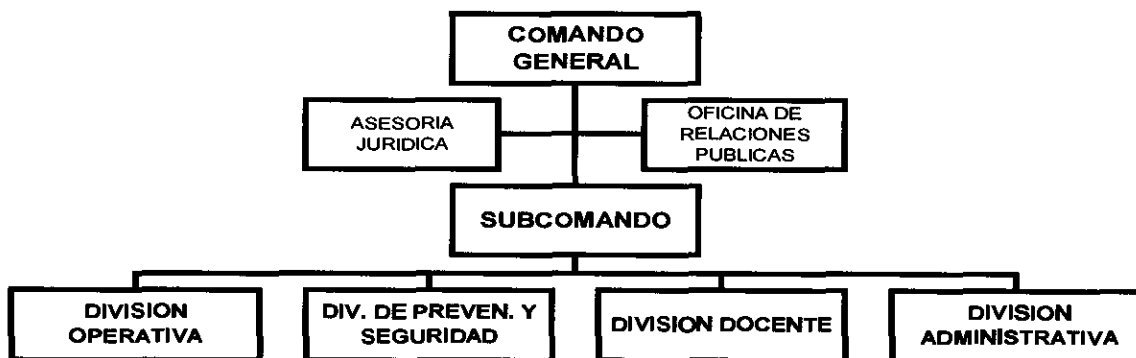 COMANDO
GENERAL
ASESORIA
JURIDICA
OFICINA DE
RELACIONES
PUBLICAS
SUBCOMANDO
DIVISION
OPERATIVA
DIV. DE PREVEN. Y
SEGURIDAD
DIVISION DOCENTE
DIVISION
ADMINISTRATIVA